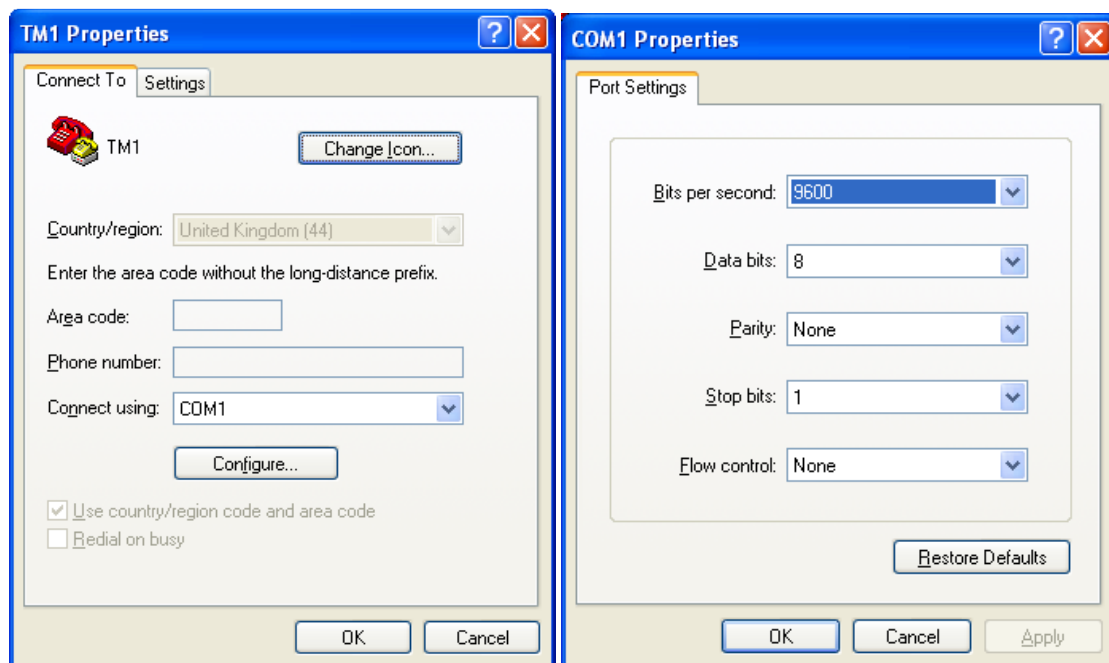 TM1 Properties
Connect To
Settings
TM1
Change Icon...
Country/region:
United Kingdom (44)
Enter the area code without the long-distance prefix.
Area code:
Phone number:
Connect using:
COM1
Configure...
Use country/region code and area code
Redial on busy
OK
Cancel
COM1 Properties
Port Settings
Bits per second:
9600
Data bits:
8
Parity:
None
Stop bits:
1
Flow control:
None
Restore Defaults
OK
Cancel
Apply